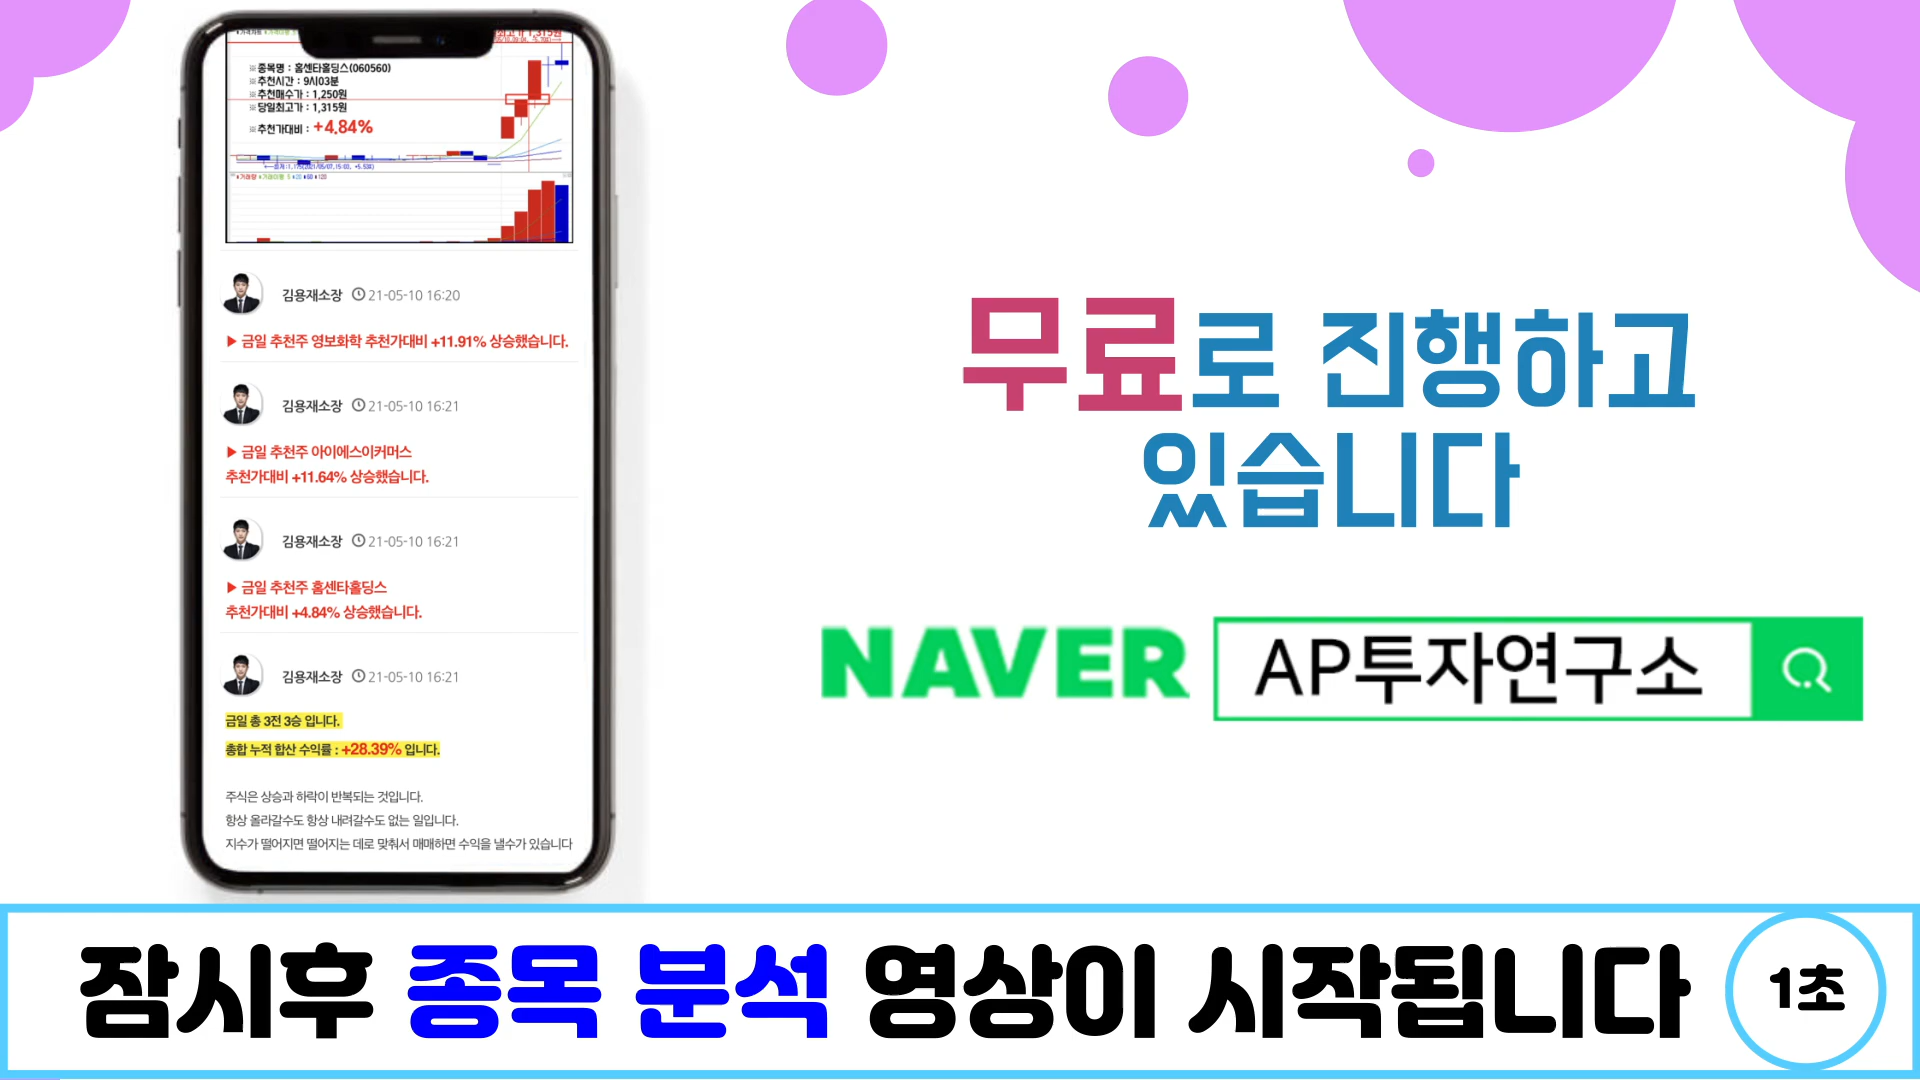 최고가 1,315원
※종목명 : 홈센타홀딩스(060560)
※추천시간 : 9시03분
※추천매수가 : 1,250원
※당일최고가 : 1,315원
※추천가대비 : +4.84%
김용재소장 21-05-10 16:20
▶ 금일 추천주 영보화학 추천가대비 +11.91% 상승했습니다.
김용재소장 21-05-10 16:21
▶ 금일 추천주 아이에스이커머스
추천가대비 +11.64% 상승했습니다.
김용재소장 21-05-10 16:21
▶ 금일 추천주 홈센타홀딩스
추천가대비 +4.84% 상승했습니다.
김용재소장 21-05-10 16:21
금일 총 3전 3승 입니다.
총합 누적 합산 수익률 : +28.39% 입니다.
주식은 상승과 하락이 반복되는 것입니다.
항상 올라갈수도 항상 내려갈수도 없는 일입니다.
지수가 떨어지면 떨어지는 데로 맞춰서 매매하면 수익을 낼수가 있습니다
무료로 진행하고
있습니다
NAVER AP투자연구소
잠시후 종목 분석 영상이 시작됩니다 1초